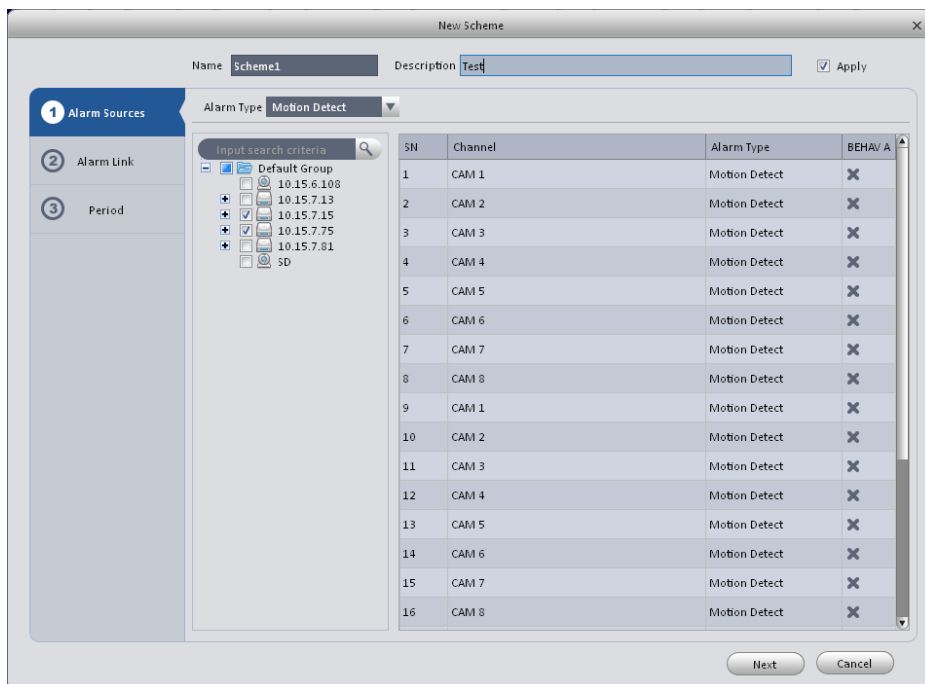 New Scheme
Name Scheme1 Description Test Apply
1 Alarm Sources
2 Alarm Link
3 Period
Alarm Type Motion Detect
Input search criteria
Default Group
10.15.6.108
10.15.7.13
10.15.7.15
10.15.7.75
10.15.7.81
SD
SN Channel Alarm Type BEHAV A
1 CAM 1 Motion Detect
2 CAM 2 Motion Detect
3 CAM 3 Motion Detect
4 CAM 4 Motion Detect
5 CAM 5 Motion Detect
6 CAM 6 Motion Detect
7 CAM 7 Motion Detect
8 CAM 8 Motion Detect
9 CAM 1 Motion Detect
10 CAM 2 Motion Detect
11 CAM 3 Motion Detect
12 CAM 4 Motion Detect
13 CAM 5 Motion Detect
14 CAM 6 Motion Detect
15 CAM 7 Motion Detect
16 CAM 8 Motion Detect
Next Cancel